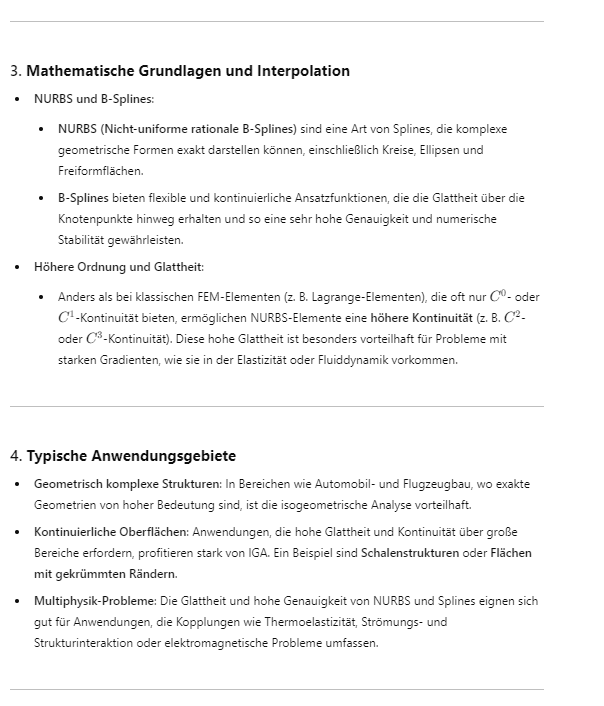 3. Mathematische Grundlagen und Interpolation
• NURBS und B-Splines:
• NURBS (Nicht-uniforme rationale B-Splines) sind eine Art von Splines, die komplexe
geometrische Formen exakt darstellen können, einschließlich Kreise, Ellipsen und
Freiformflächen.
• B-Splines bieten flexible und kontinuierliche Ansatzfunktionen, die die Glattheit über die
Knotenpunkte hinweg erhalten und so eine sehr hohe Genauigkeit und numerische
Stabilität gewährleisten.
• Höhere Ordnung und Glattheit:
• Anders als bei klassischen FEM-Elementen (z. B. Lagrange-Elementen), die oft nur C⁰- oder
C¹-Kontinuität bieten, ermöglichen NURBS-Elemente eine höhere Kontinuität (z. B. C²-
oder C³-Kontinuität). Diese hohe Glattheit ist besonders vorteilhaft für Probleme mit
starken Gradienten, wie sie in der Elastizität oder Fluiddynamik vorkommen.
4. Typische Anwendungsgebiete
• Geometrisch komplexe Strukturen: In Bereichen wie Automobil- und Flugzeugbau, wo exakte
Geometrien von hoher Bedeutung sind, ist die isogeometrische Analyse vorteilhaft.
• Kontinuierliche Oberflächen: Anwendungen, die hohe Glattheit und Kontinuität über große
Bereiche erfordern, profitieren stark von IGA. Ein Beispiel sind Schalenstrukturen oder Flächen
mit gekrümmten Rändern.
• Multiphysik-Probleme: Die Glattheit und hohe Genauigkeit von NURBS und Splines eignen sich
gut für Anwendungen, die Kopplungen wie Thermoelastizität, Strömungs- und
Strukturinteraktion oder elektromagnetische Probleme umfassen.